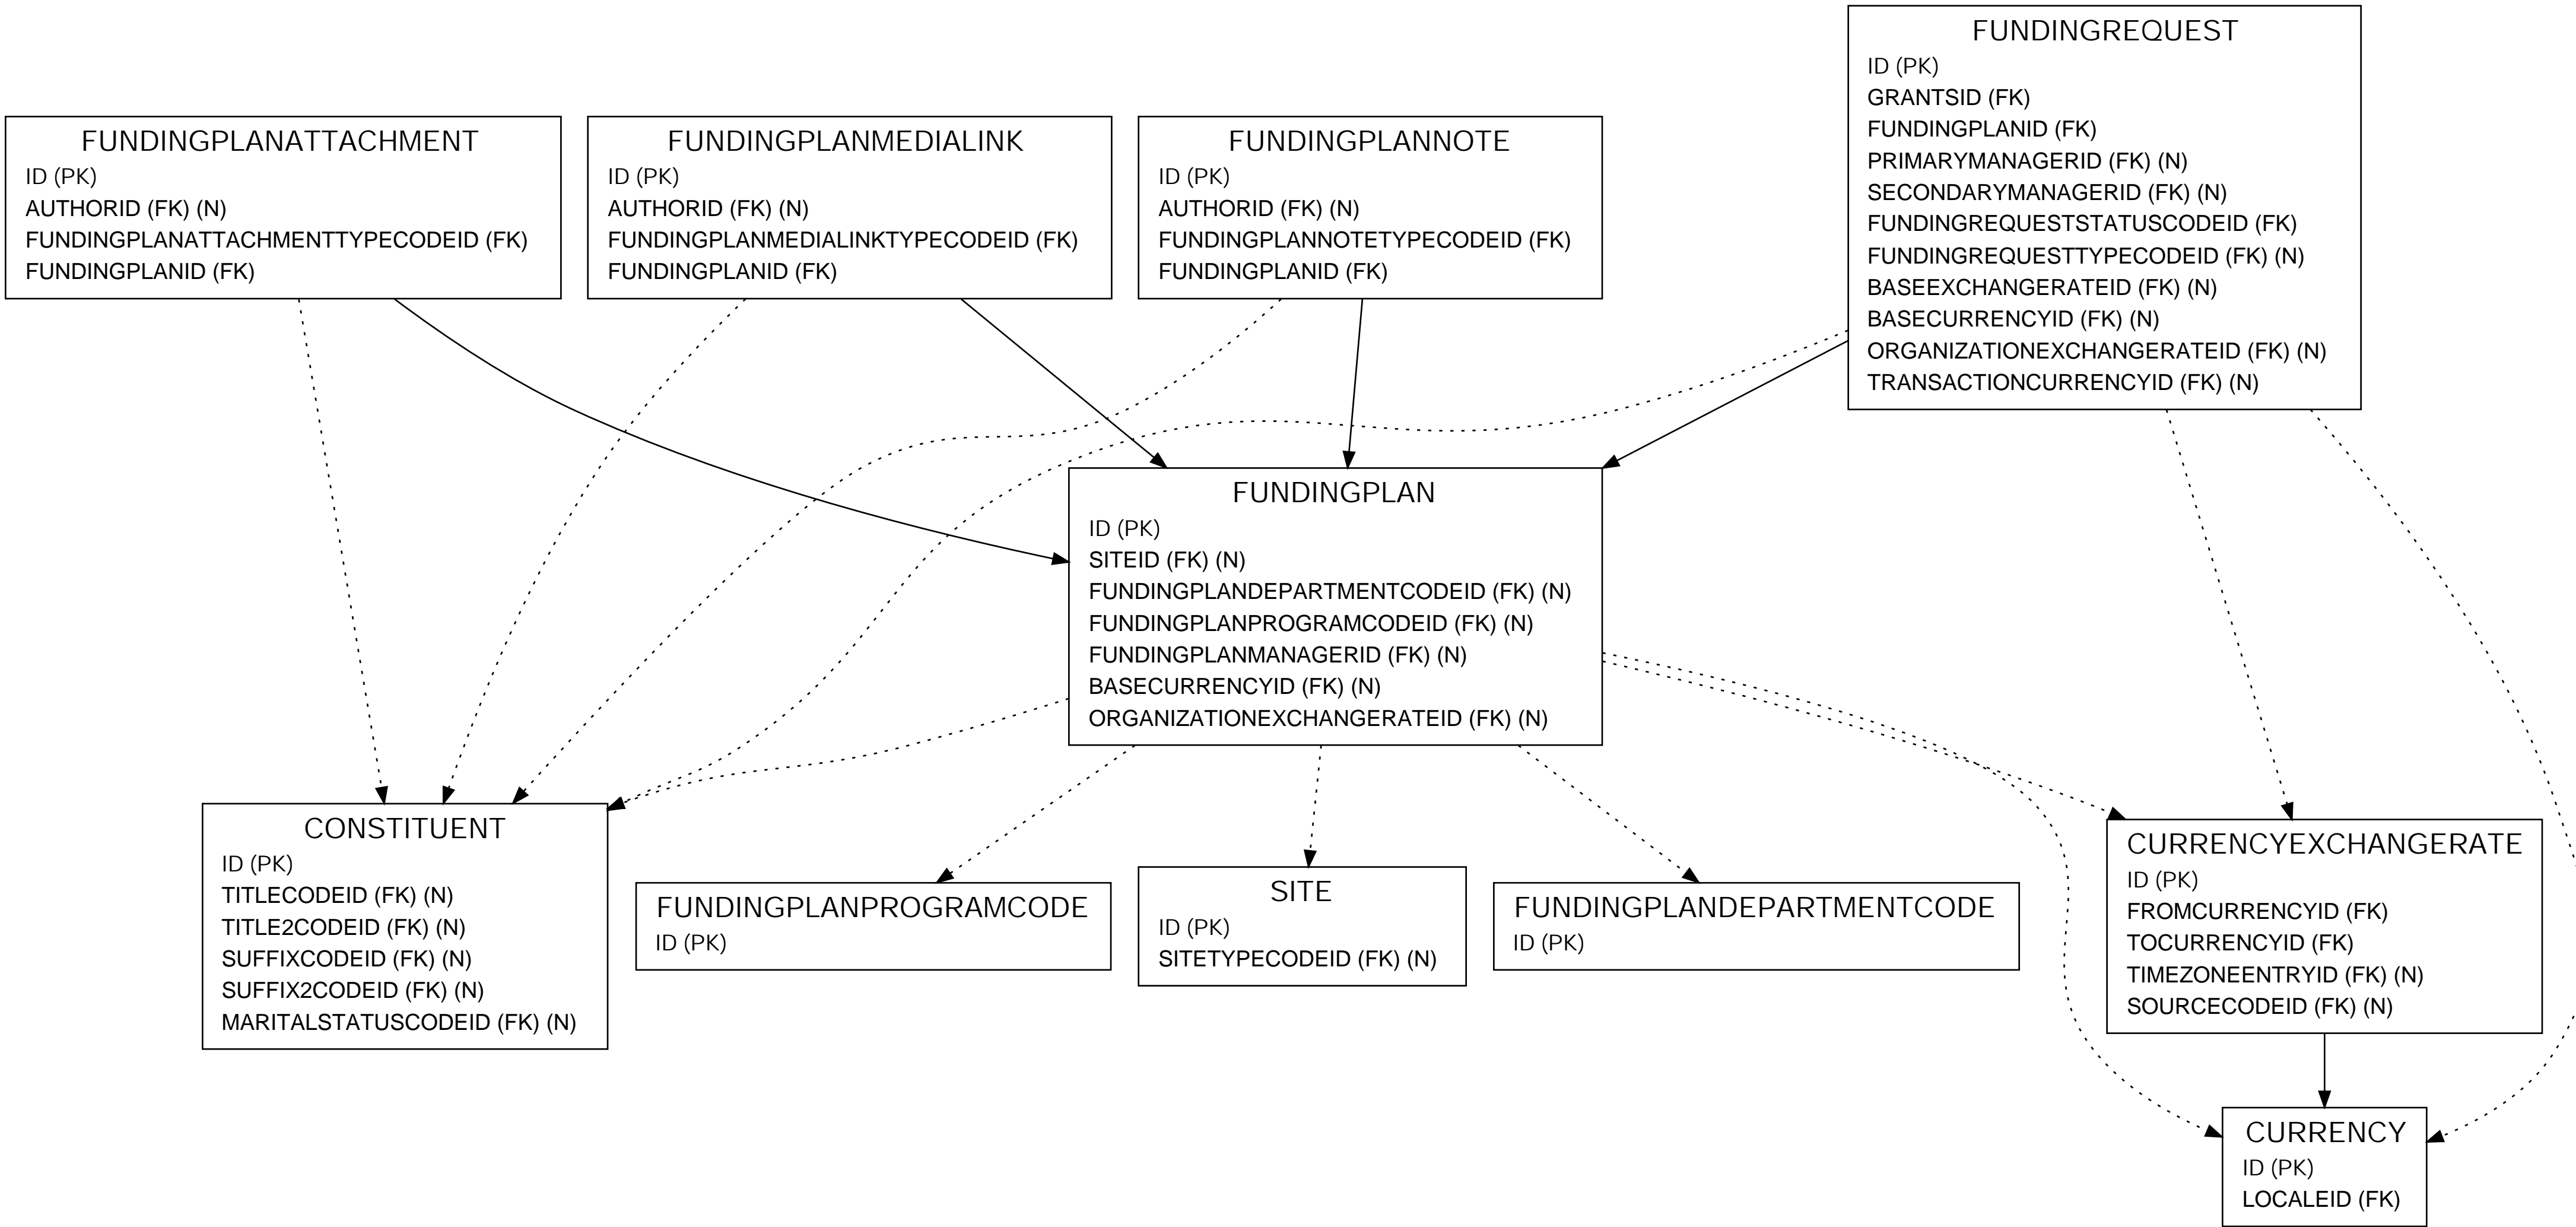 FUNDINGREQUEST
ID (PK)
GRANTSID (FK)
FUNDINGPLANID (FK)
PRIMARYMANAGERID (FK) (N)
SECONDARYMANAGERID (FK) (N)
FUNDINGREQUESTSTATUSCODEID (FK)
FUNDINGREQUESTTYPECODEID (FK) (N)
BASEEXCHANGERATEID (FK) (N)
BASECURRENCYID (FK) (N)
ORGANIZATIONEXCHANGERATEID (FK) (N)
TRANSACTIONCURRENCYID (FK) (N)
FUNDINGPLANATTACHMENT
ID (PK)
AUTHORID (FK) (N)
FUNDINGPLANATTACHMENTTYPECODEID (FK)
FUNDINGPLANID (FK)
FUNDINGPLANMEDIALINK
ID (PK)
AUTHORID (FK) (N)
FUNDINGPLANMEDIALINKTYPECODEID (FK)
FUNDINGPLANID (FK)
FUNDINGPLANNOTE
ID (PK)
AUTHORID (FK) (N)
FUNDINGPLANNOTETYPECODEID (FK)
FUNDINGPLANID (FK)
FUNDINGPLAN
ID (PK)
SITEID (FK) (N)
FUNDINGPLANDEPARTMENTCODEID (FK) (N)
FUNDINGPLANPROGRAMCODEID (FK) (N)
FUNDINGPLANMANAGERID (FK) (N)
BASECURRENCYID (FK) (N)
ORGANIZATIONEXCHANGERATEID (FK) (N)
CONSTITUENT
ID (PK)
TITLECODEID (FK) (N)
TITLE2CODEID (FK) (N)
SUFFIXCODEID (FK) (N)
SUFFIX2CODEID (FK) (N)
MARITALSTATUSCODEID (FK) (N)
FUNDINGPLANPROGRAMCODE
ID (PK)
SITE
ID (PK)
SITETYPECODEID (FK) (N)
FUNDINGPLANDEPARTMENTCODE
ID (PK)
CURRENCYEXCHANGERATE
ID (PK)
FROMCURRENCYID (FK)
TOCURRENCYID (FK)
TIMEZONEENTRYID (FK) (N)
SOURCECODEID (FK) (N)
CURRENCY
ID (PK)
LOCALEID (FK)